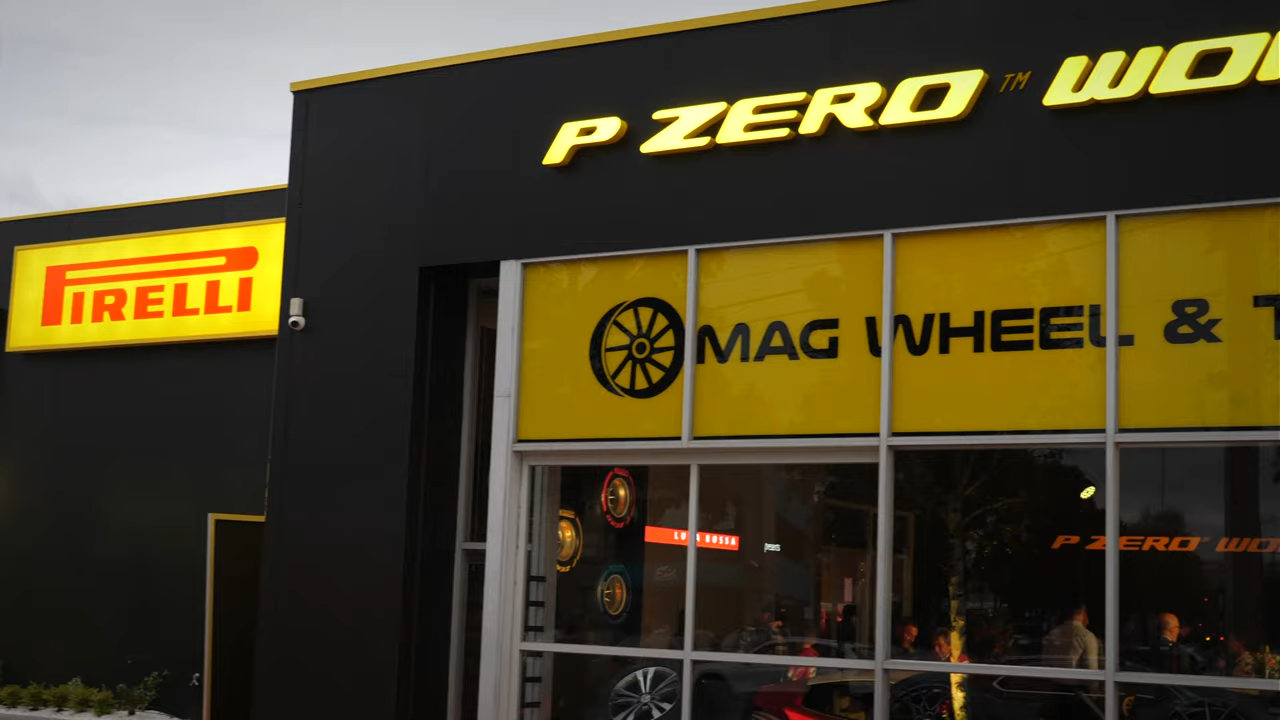 P ZERO™ WO
PIRELLI
MAG WHEEL & T
LUNA ROSSA
P ZERO™ WO